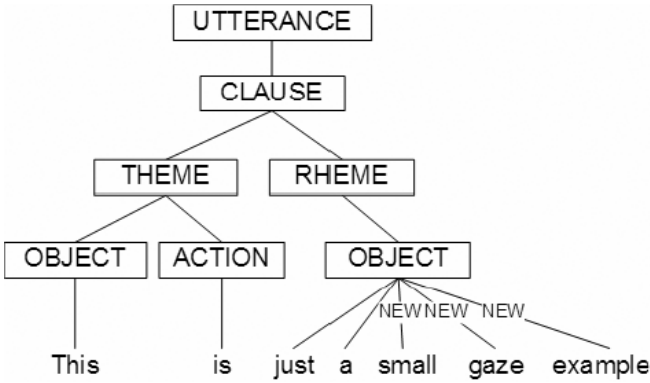 UTTERANCE
CLAUSE
THEME RHEME
OBJECT ACTION OBJECT
NEW NEW NEW
This is just a small gaze example